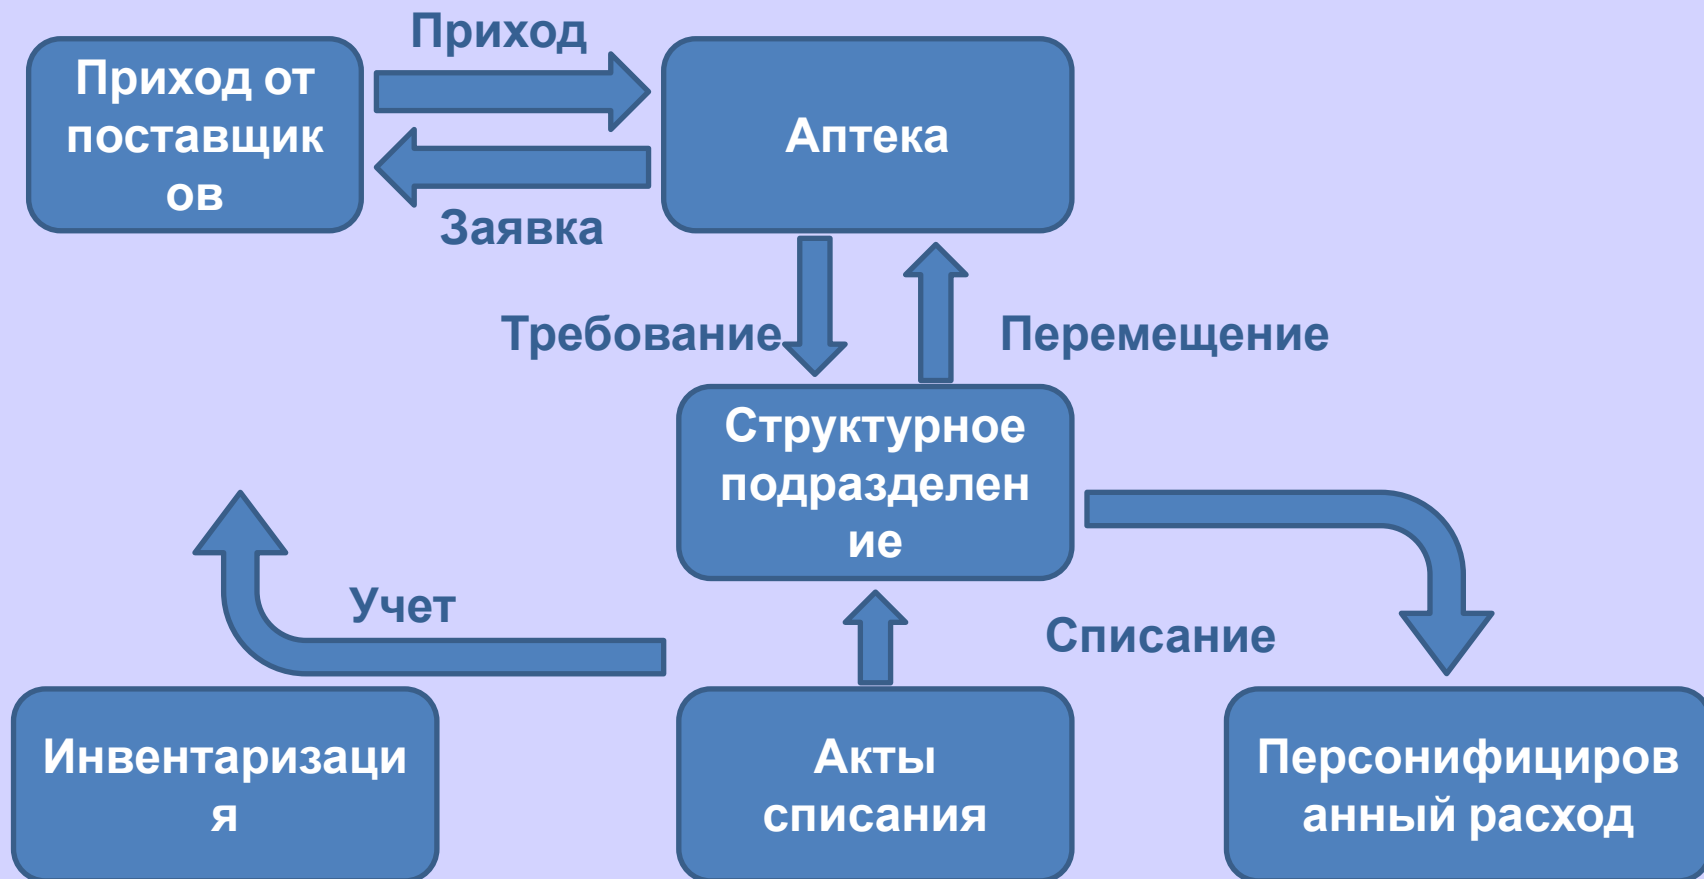 Приход
Приход от
поставщик
ов
Аптека
Заявка
Требование
Перемещение
Структурное
подразделен
ие
Учет
Списание
Инвентаризаци
я
Акты
списания
Персонифициров
анный расход